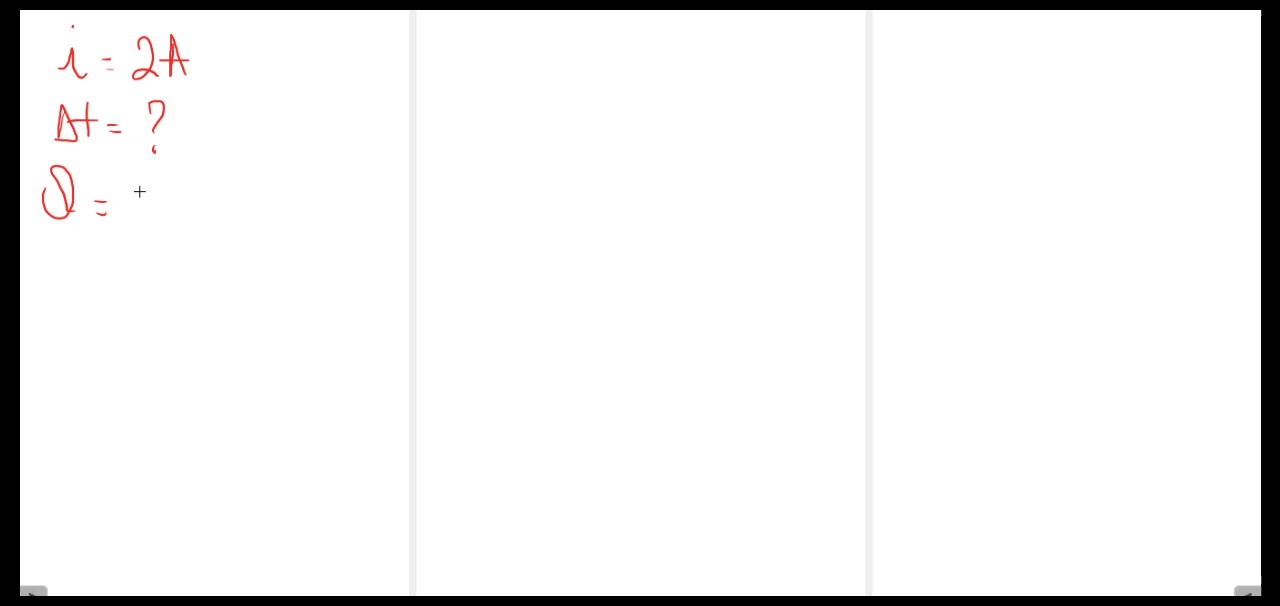 i = 2A
Δt = ?
Q =